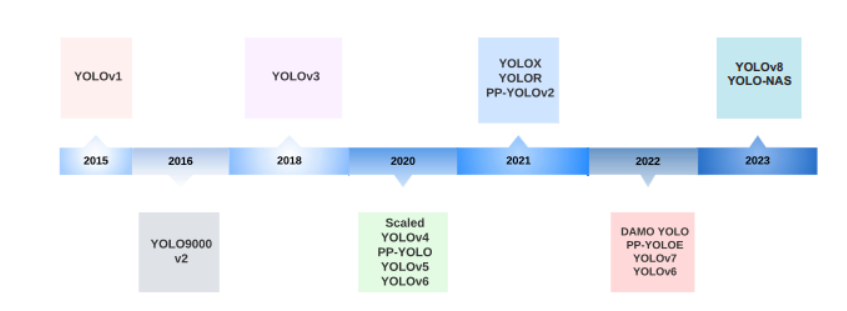 YOLOv1
YOLOv3
YOLOX
YOLOR
PP-YOLOv2
YOLOv8
YOLO-NAS
2015
2016
2018
2020
2021
2022
2023
YOLO9000
v2
Scaled
YOLOv4
PP-YOLO
YOLOv5
YOLOv6
DAMO YOLO
PP-YOLOE
YOLOv7
YOLOv6